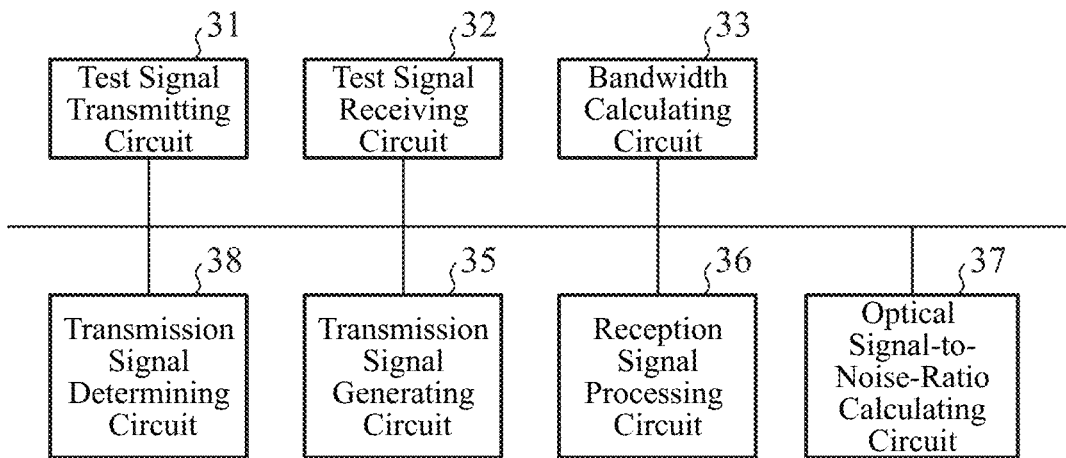 31
32
33
Test Signal
Transmitting
Circuit
Test Signal
Receiving
Circuit
Bandwidth
Calculating
Circuit
38
35
36
37
Transmission
Signal
Determining
Circuit
Transmission
Signal
Generating
Circuit
Reception
Signal
Processing
Circuit
Optical
Signal-to-
Noise-Ratio
Calculating
Circuit